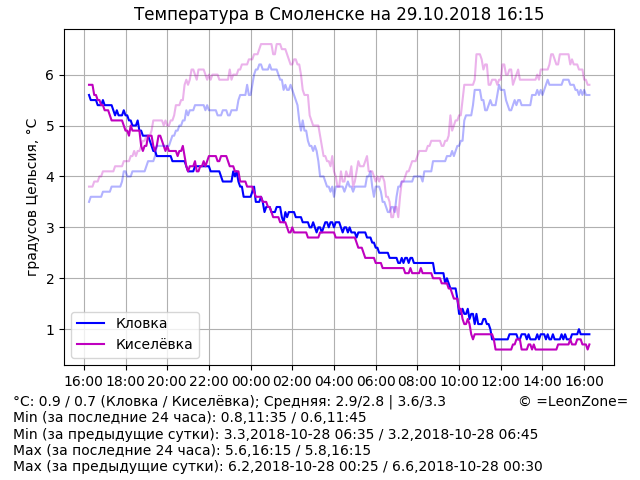 Температура в Смоленске на 29.10.2018 16:15
градусов Цельсия, °C
6
5
4
3
2
1
Кловка
Киселёвка
16:00 18:00 20:00 22:00 00:00 02:00 04:00 06:00 08:00 10:00 12:00 14:00 16:00
°C: 0.9 / 0.7 (Кловка / Киселёвка); Средняя: 2.9/2.8 | 3.6/3.3 © =LeonZone=
Min (за последние 24 часа): 0.8,11:35 / 0.6,11:45
Min (за предыдущие сутки): 3.3,2018-10-28 06:35 / 3.2,2018-10-28 06:45
Max (за последние 24 часа): 5.6,16:15 / 5.8,16:15
Max (за предыдущие сутки): 6.2,2018-10-28 00:25 / 6.6,2018-10-28 00:30